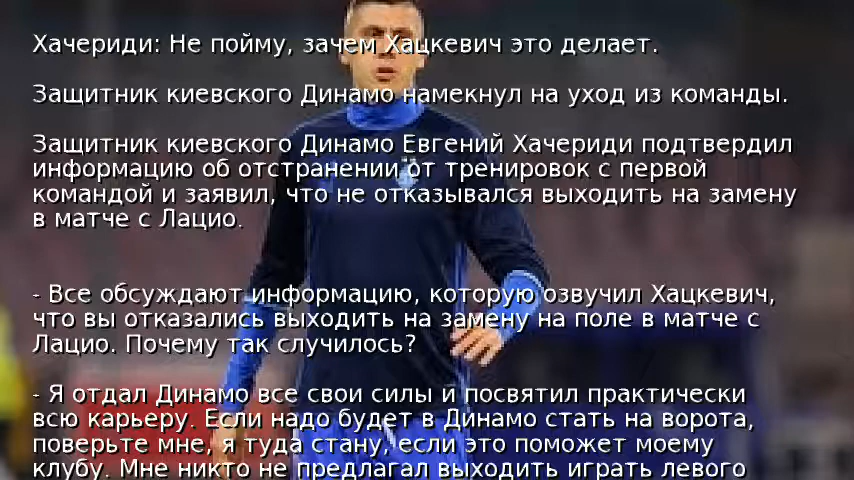 Хачериди: Не пойму, зачем Хацкевич это делает.
Защитник киевского Динамо намекнул на уход из команды.
Защитник киевского Динамо Евгений Хачериди подтвердил
информацию об отстранении от тренировок с первой
командой и заявил, что не отказывался выходить на замену
в матче с Лацио.
- Все обсуждают информацию, которую озвучил Хацкевич,
что вы отказались выходить на замену на поле в матче с
Лацио. Почему так случилось?
- Я отдал Динамо все свои силы и посвятил практически
всю карьеру. Если надо будет в Динамо стать на ворота,
поверьте мне, я туда стану, если это поможет моему
клубу. Мне никто не предлагал выходить играть левого